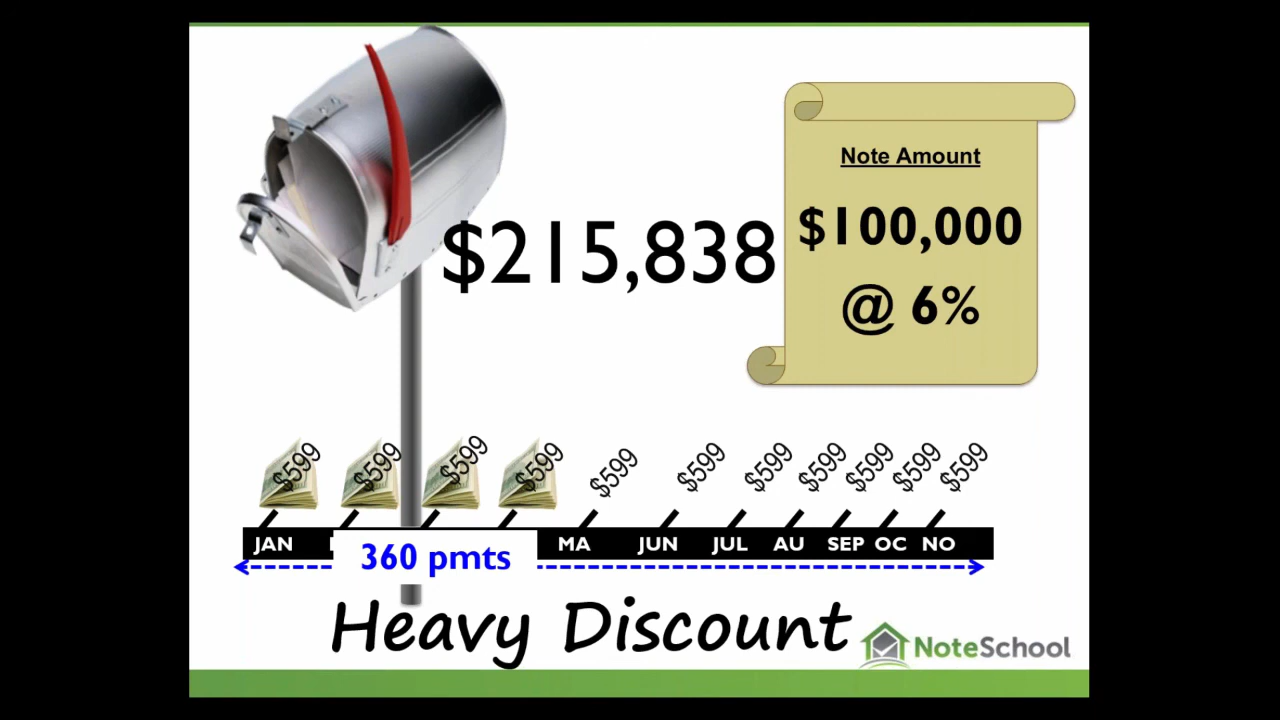 Note Amount
$100,000
@ 6%
$215,838
$599 $599 $599 $599 $599 $599 $599 $599 $599 $599 $599
JAN MA JUN JUL AU SEP OC NO
360 pmts
Heavy Discount
NoteSchool